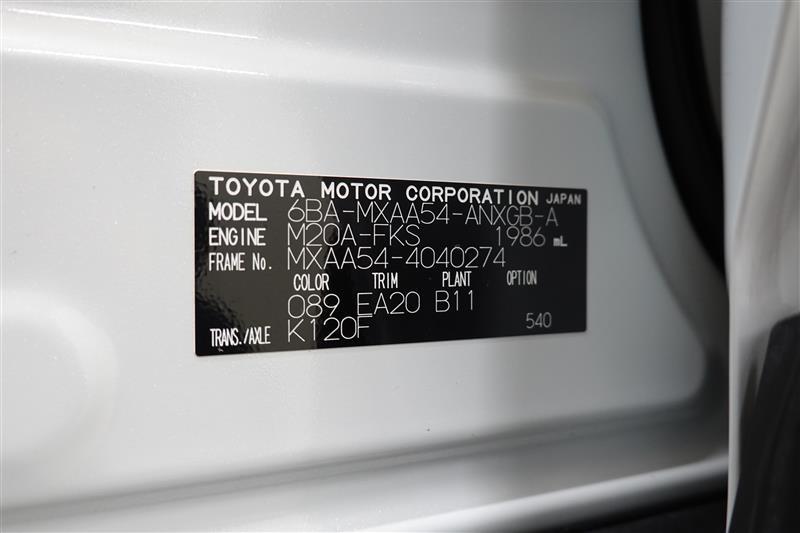 TOYOTA MOTOR CORPORATION JAPAN
MODEL 6BA-MXAA54-ANXGB-A
ENGINE M20A-FKS 1986 mL
FRAME No. MXAA54-4040274
COLOR TRIM PLANT OPTION
089 EA20 B11
TRANS./AXLE K120F 540